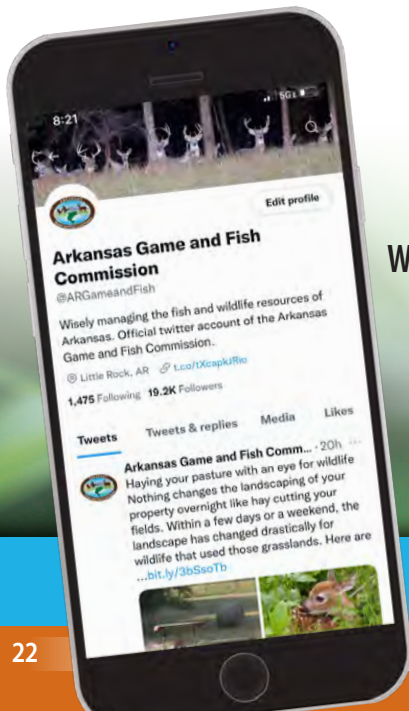 8:21
5G
Edit profile
Arkansas Game and Fish
Commission
@ARGameandFish
Wisely managing the fish and wildlife resources of
Arkansas. Official twitter account of the Arkansas
Game and Fish Commission.
Little Rock, AR
1,475 Following 19.2K Followers
Tweets Tweets & replies Media Likes
Arkansas Game and Fish Comm... · 20h ...
Haying your pasture with an eye for wildlife
Nothing changes the landscaping of your
property overnight like hay cutting your
fields. Within a few days or a weekend, the
landscape has changed drastically for
wildlife that used those grasslands. Here are
...bit.ly/3bSsoTb
W
22